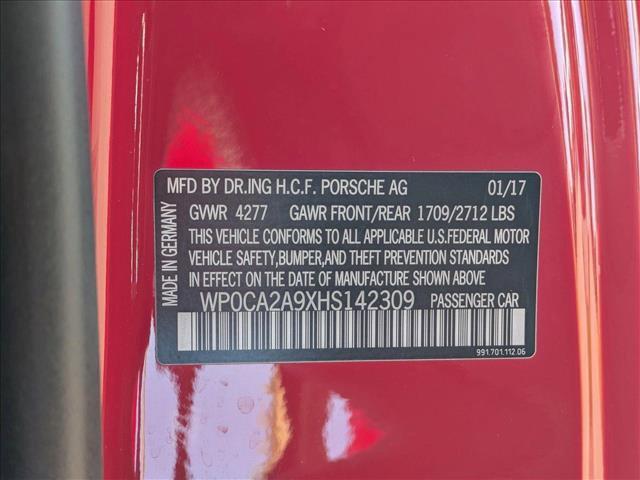 MFD BY DR.ING H.C.F. PORSCHE AG 01/17
GVWR 4277 GAWR FRONT/REAR 1709/2712 LBS
THIS VEHICLE CONFORMS TO ALL APPLICABLE U.S.FEDERAL MOTOR
VEHICLE SAFETY,BUMPER,AND THEFT PREVENTION STANDARDS
IN EFFECT ON THE DATE OF MANUFACTURE SHOWN ABOVE
WP0CA2A9XHS142309 PASSENGER CAR
991.701.112.06
MADE IN GERMANY